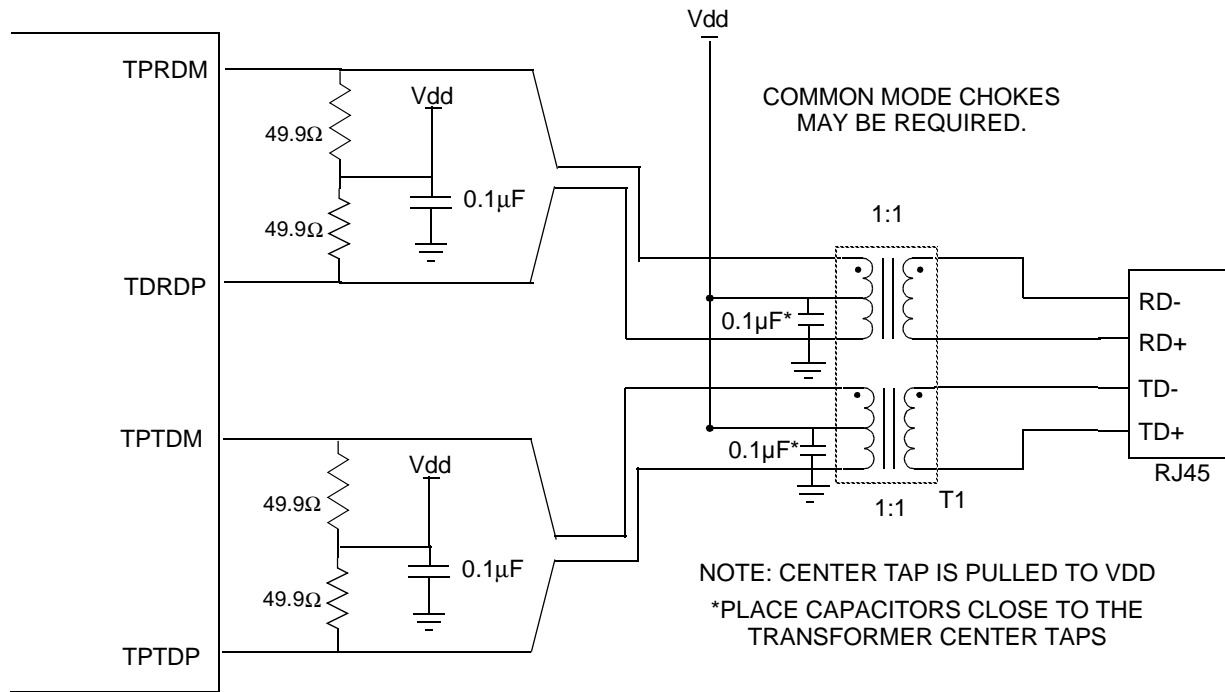 Vdd
TPRDM
COMMON MODE CHOKES
MAY BE REQUIRED.
Vdd
49.9Ω
0.1μF
49.9Ω
1:1
TDRDP
RD-
0.1µF*
RD+
TD-
TPTDM
TD+
0.1µF*
Vdd
RJ45
T1
1:1
49.9Ω
0.1μF
NOTE: CENTER TAP IS PULLED TO VDD
49.9Ω
*PLACE CAPACITORS CLOSE TO THE
TRANSFORMER CENTER TAPS
TPTDP